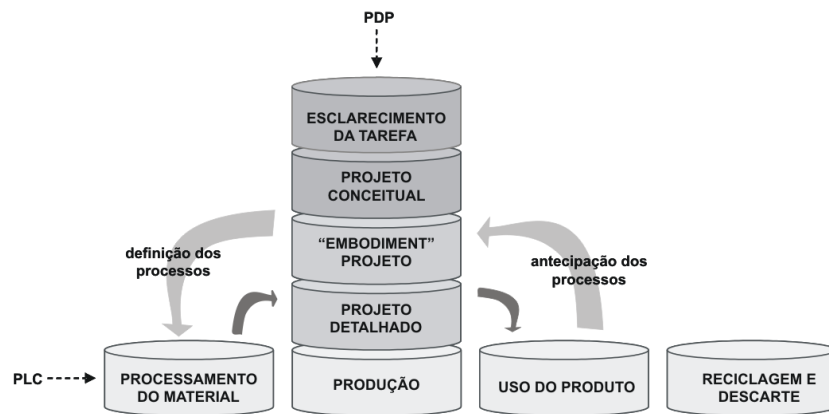 PDP
ESCLARECIMENTO
DA TAREFA
PROJETO
CONCEITUAL
definição dos
processos
“EMBODIMENT”
PROJETO
antecipação dos
processos
PROJETO
DETALHADO
PLC
PROCESSAMENTO
DO MATERIAL
PRODUÇÃO
USO DO PRODUTO
RECICLAGEM E
DESCARTE